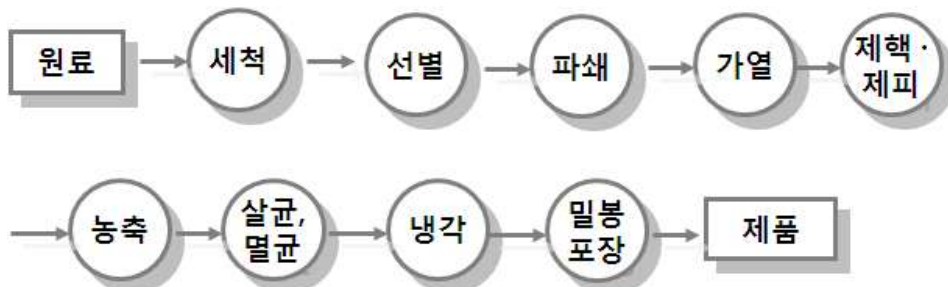 원료 세척 선별 파쇄 가열 제핵·
제피
농축 살균,
멸균 냉각 밀봉
포장 제품